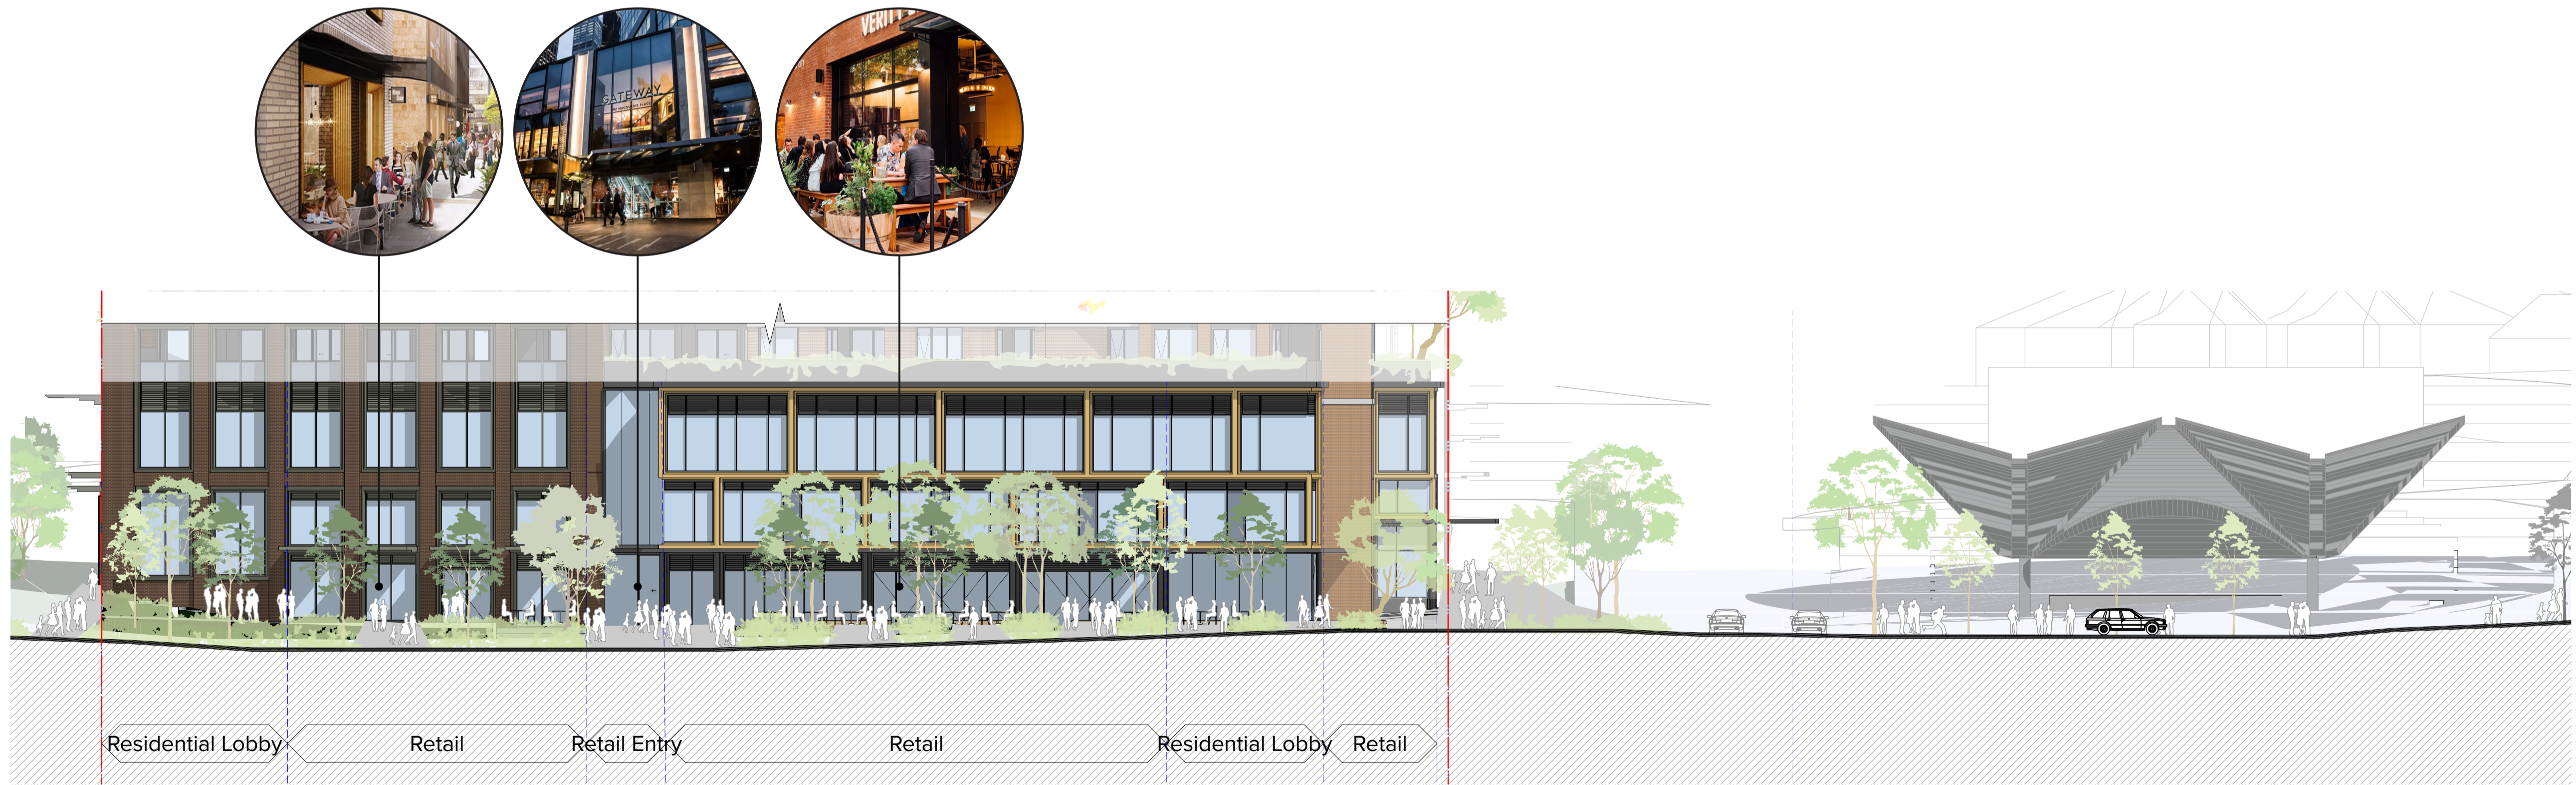 VERITY
GATEWAY
Residential Lobby
Retail
Retail Entry
Retail
Residential Lobby
Retail